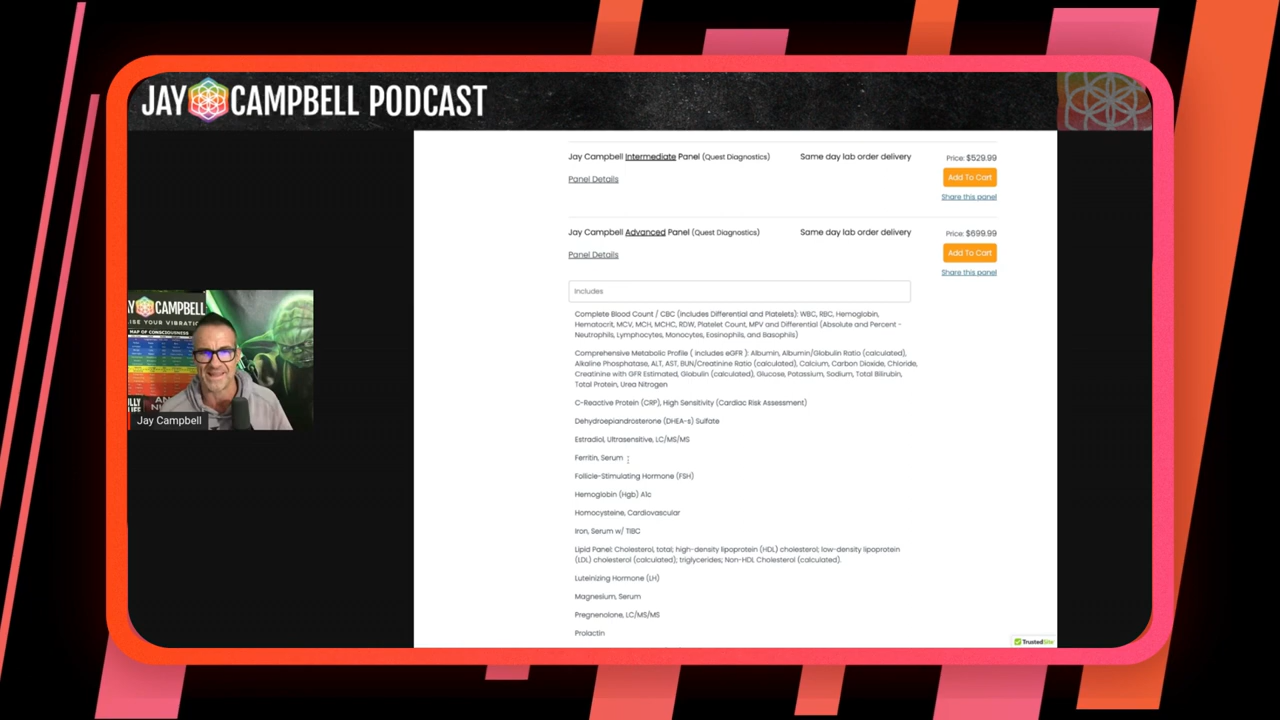 JAY CAMPBELL PODCAST
Jay Campbell Intermediate Panel (Quest Diagnostics)
Same day lab order delivery
Price: $529.99
Panel Details
Add To Cart
Share this panel
Jay Campbell Advanced Panel (Quest Diagnostics)
Same day lab order delivery
Price: $699.99
Panel Details
Add To Cart
Share this panel
Includes
Complete Blood Count / CBC (includes Differential and Platelets): WBC, RBC, Hemoglobin,
Hematocrit, MCV, MCH, MCHC, RDW, Platelet Count, MPV and Differential (Absolute and Percent -
Neutrophils, Lymphocytes, Monocytes, Eosinophils, and Basophils)
Comprehensive Metabolic Profile ( includes eGFR ): Albumin, Albumin/Globulin Ratio (calculated),
Alkaline Phosphatase, ALT, AST, BUN/Creatinine Ratio (calculated), Calcium, Carbon Dioxide, Chloride,
Creatinine with GFR Estimated, Globulin (calculated), Glucose, Potassium, Sodium, Total Bilirubin,
Total Protein, Urea Nitrogen
C-Reactive Protein (CRP), High Sensitivity (Cardiac Risk Assessment)
Dehydroepiandrosterone (DHEA-s) Sulfate
Estradiol, Ultrasensitive, LC/MS/MS
Ferritin, Serum
Follicle-Stimulating Hormone (FSH)
Hemoglobin (Hgb) A1c
Homocysteine, Cardiovascular
Iron, Serum w/ TIBC
Lipid Panel: Cholesterol, total; high-density lipoprotein (HDL) cholesterol; low-density lipoprotein
(LDL) cholesterol (calculated); triglycerides; Non-HDL Cholesterol (calculated).
Luteinizing Hormone (LH)
Magnesium, Serum
Pregnenolone, LC/MS/MS
Prolactin
TrustedSite
Y CAMPBELL
ISE YOUR VIBRATI
MAP OF CONSCIOUSNESS
Jay Campbell